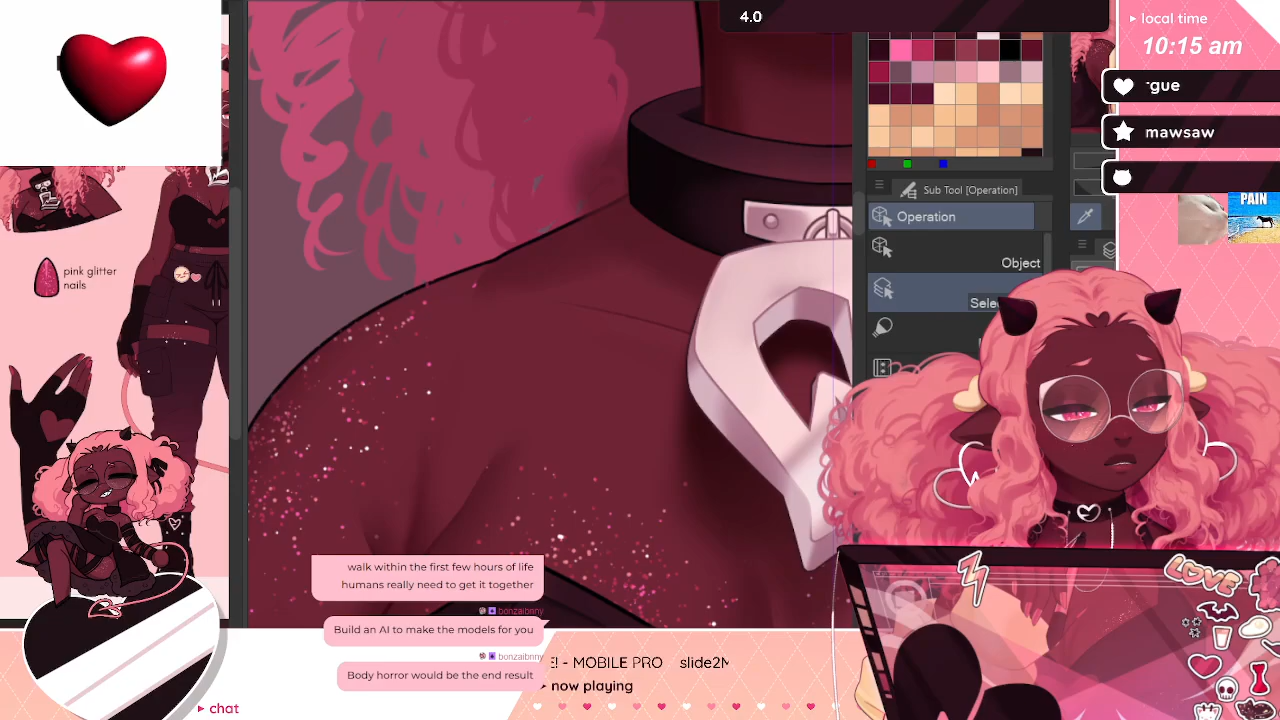 4.0
▸ local time
10:15 am
gue
mawsaw
PAIN
Sub Tool [Operation]
Operation
Object
Selec
pink glitter
nails
walk within the first few hours of life
humans really need to get it together
bonzaibnny
Build an AI to make the models for you
bonzaibnny
Body horror would be the end result
E! - MOBILE PRO slide2M
now playing
▸ chat
LOVE